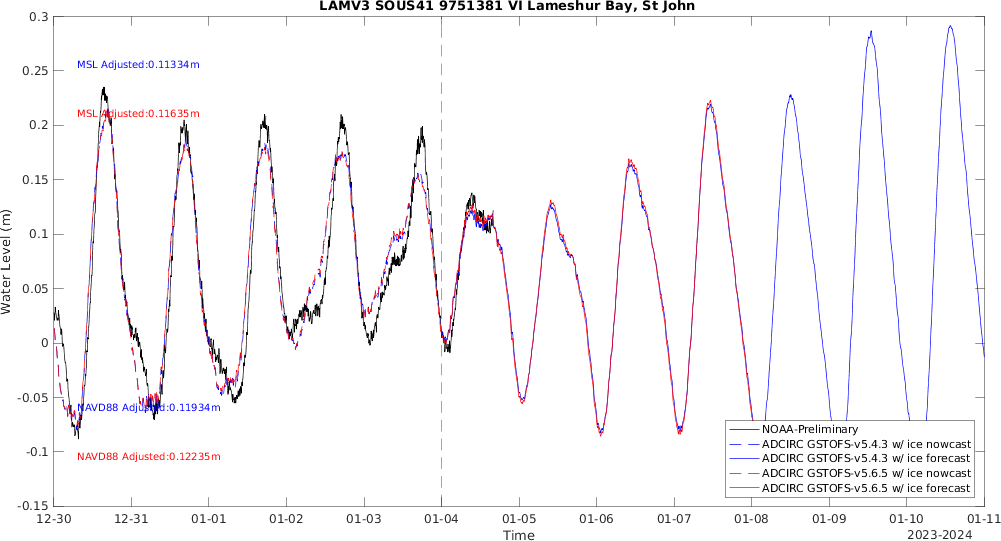 LAMV3 SOUS41 9751381 VI Lameshur Bay, St John
0.3
0.25
0.2
0.15
0.1
0.05
0
-0.05
-0.1
-0.15
Water Level (m)
MSL Adjusted:0.11334m
MSL Adjusted:0.11635m
NAVD88 Adjusted:0.11934m
NAVD88 Adjusted:0.12235m
NOAA-Preliminary
ADCIRC GSTOFS-v5.4.3 w/ ice nowcast
ADCIRC GSTOFS-v5.4.3 w/ ice forecast
ADCIRC GSTOFS-v5.6.5 w/ ice nowcast
ADCIRC GSTOFS-v5.6.5 w/ ice forecast
12-30 12-31 01-01 01-02 01-03 01-04 01-05 01-06 01-07 01-08 01-09 01-10 01-11
Time
2023-2024